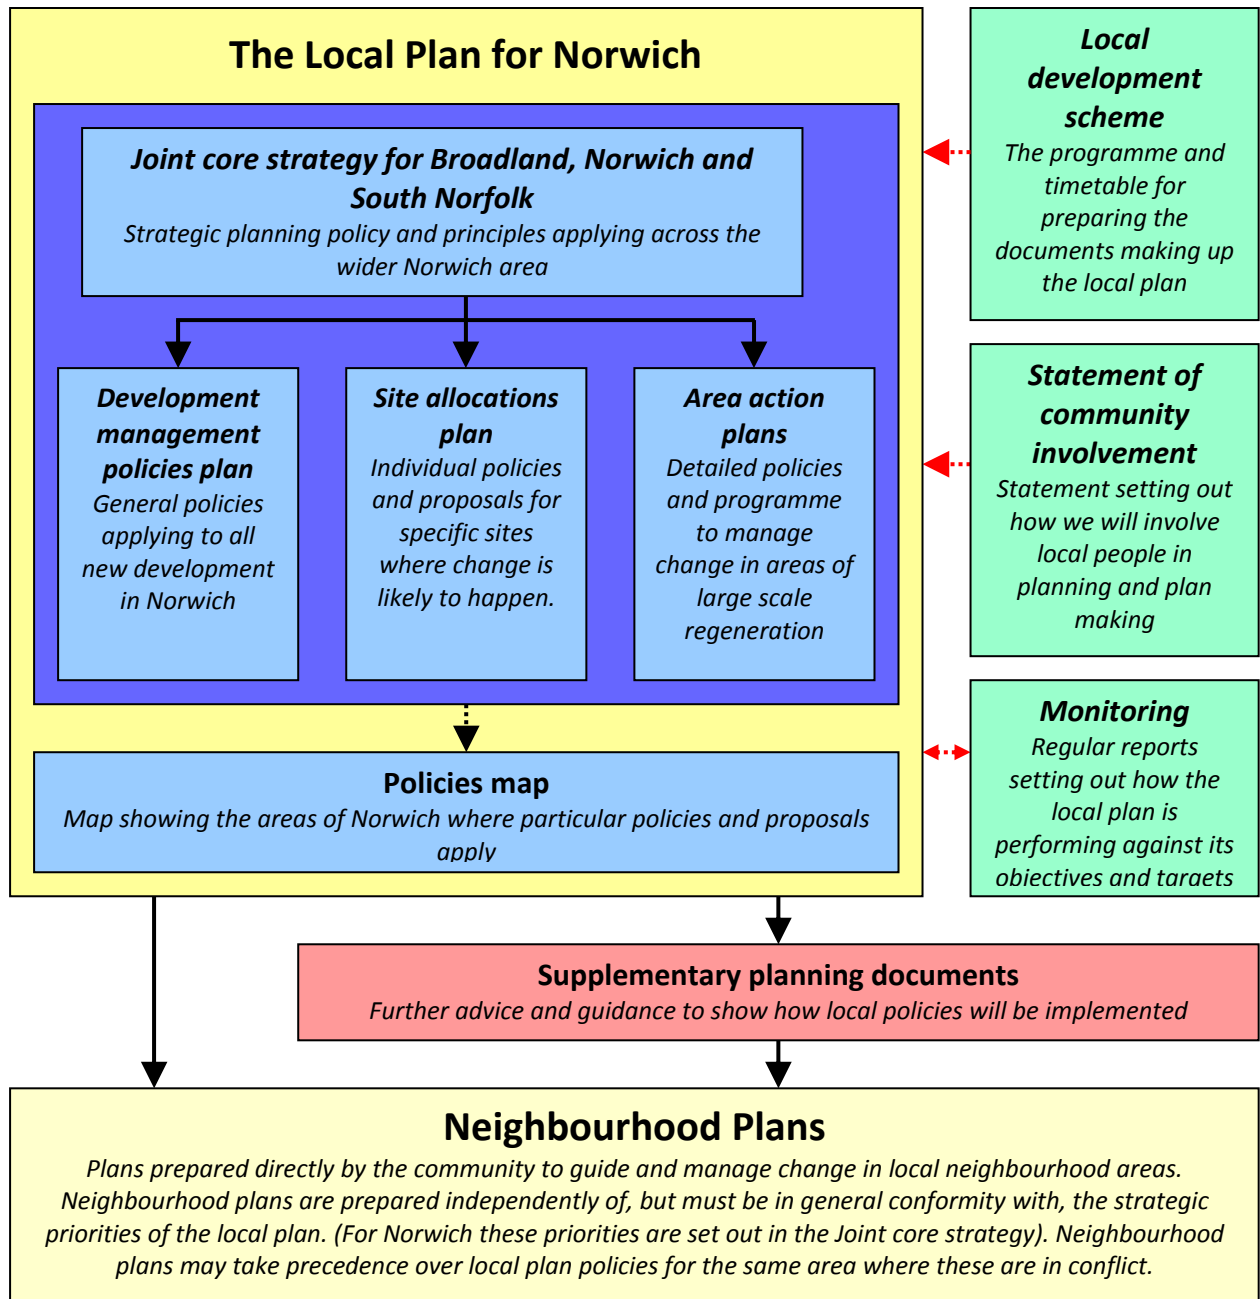 The Local Plan for Norwich
Joint core strategy for Broadland, Norwich and
South Norfolk
Strategic planning policy and principles applying across the
wider Norwich area
Development
management
policies plan
General policies
applying to all
new development
in Norwich
Site allocations
plan
Individual policies
and proposals for
specific sites
where change is
likely to happen.
Area action
plans
Detailed policies
and programme
to manage
change in areas of
large scale
regeneration
Policies map
Map showing the areas of Norwich where particular policies and proposals
apply
Local
development
scheme
The programme and
timetable for
preparing the
documents making up
the local plan
Statement of
community
involvement
Statement setting out
how we will involve
local people in
planning and plan
making
Monitoring
Regular reports
setting out how the
local plan is
performing against its
objectives and targets
Supplementary planning documents
Further advice and guidance to show how local policies will be implemented
Neighbourhood Plans
Plans prepared directly by the community to guide and manage change in local neighbourhood areas.
Neighbourhood plans are prepared independently of, but must be in general conformity with, the strategic
priorities of the local plan. (For Norwich these priorities are set out in the Joint core strategy). Neighbourhood
plans may take precedence over local plan policies for the same area where these are in conflict.